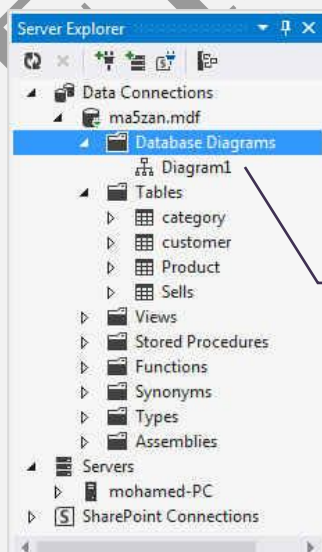 Server Explorer
Data Connections
ma5zan.mdf
Database Diagrams
Diagram1
Tables
category
customer
Product
Sells
Views
Stored Procedures
Functions
Synonyms
Types
Assemblies
Servers
mohamed-PC
SharePoint Connections